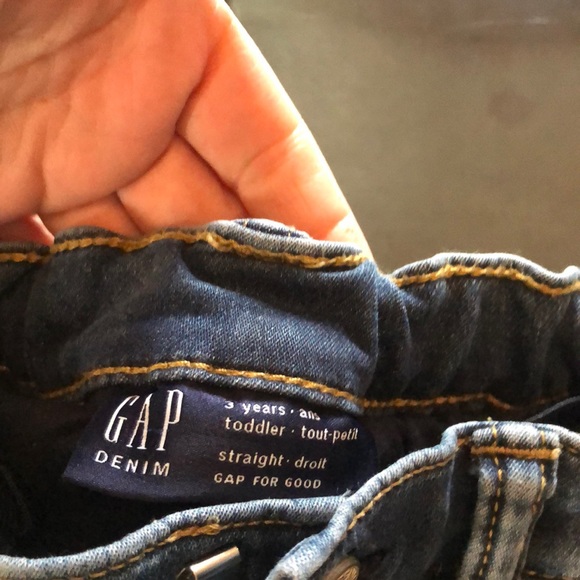 GAP
DENIM
3 years · ans
toddler · tout-petit
straight · droit
GAP FOR GOOD